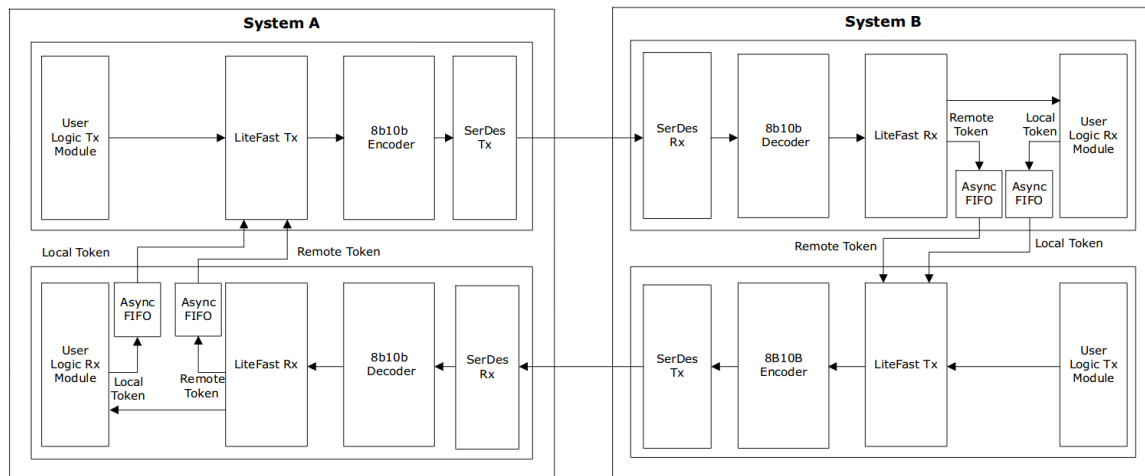 System A
User
Logic Tx
Module
LiteFast Tx
8b10b
Encoder
SerDes
Tx
Local Token
Remote Token
User
Logic Rx
Module
Async
FIFO
Async
FIFO
Local
Token
Remote
Token
LiteFast Rx
8b10b
Decoder
SerDes
Rx
System B
SerDes
Rx
8b10b
Decoder
LiteFast Rx
Remote
Token
Local
Token
Async
FIFO
Async
FIFO
User
Logic Rx
Module
Remote Token
Local Token
SerDes
Tx
8B10B
Encoder
LiteFast Tx
User
Logic Tx
Module